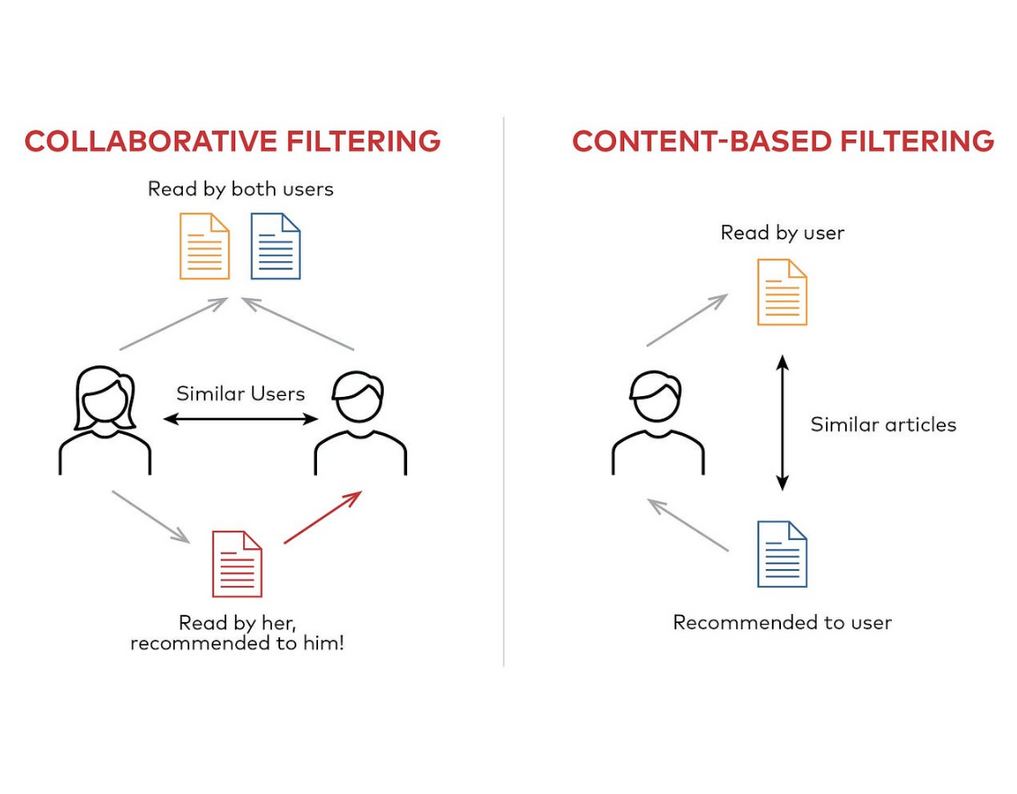 COLLABORATIVE FILTERING
Read by both users
Similar Users
Read by her,
recommended to him!
CONTENT-BASED FILTERING
Read by user
Similar articles
Recommended to user